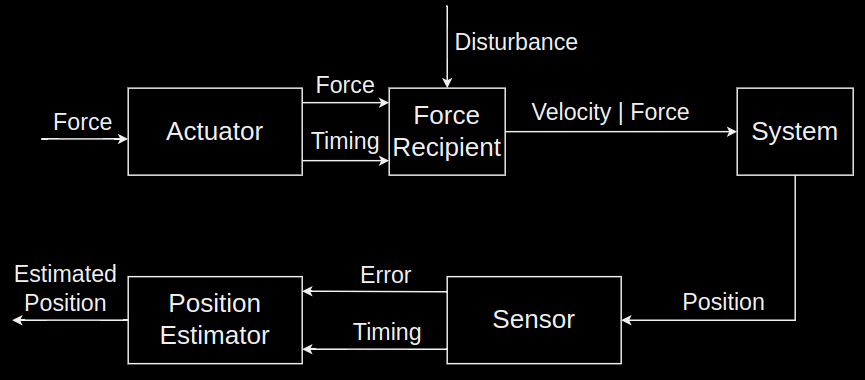 Disturbance
Force
Actuator
Force
Timing
Force
Recipient
Velocity | Force
System
Estimated
Position
Position
Estimator
Error
Timing
Sensor
Position